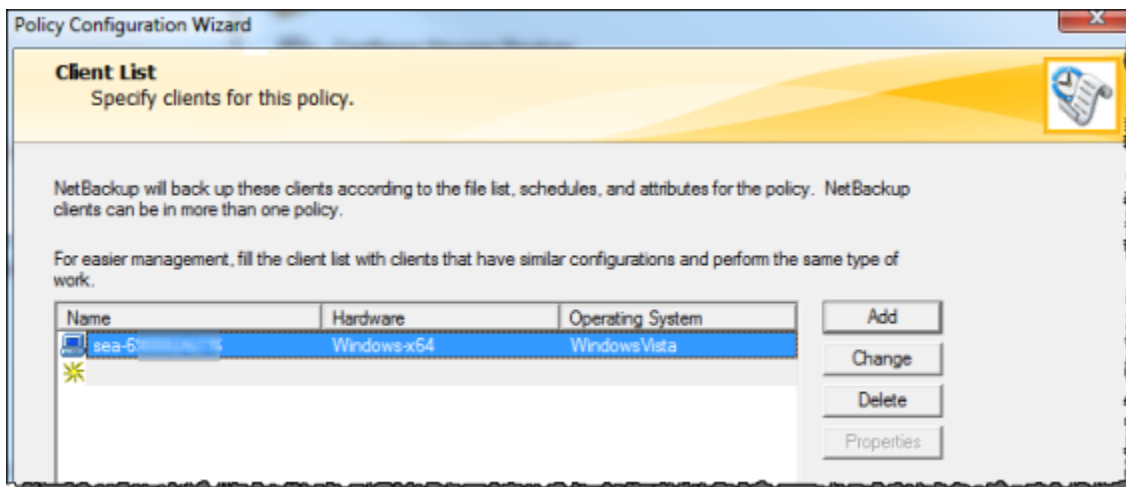 Policy Configuration Wizard
Client List
Specify clients for this policy.
NetBackup will back up these clients according to the file list, schedules, and attributes for the policy. NetBackup
clients can be in more than one policy.
For easier management, fill the client list with clients that have similar configurations and perform the same type of
work.
Name Hardware Operating System Add
Windows-x64 WindowsVista
Change
Delete
Properties